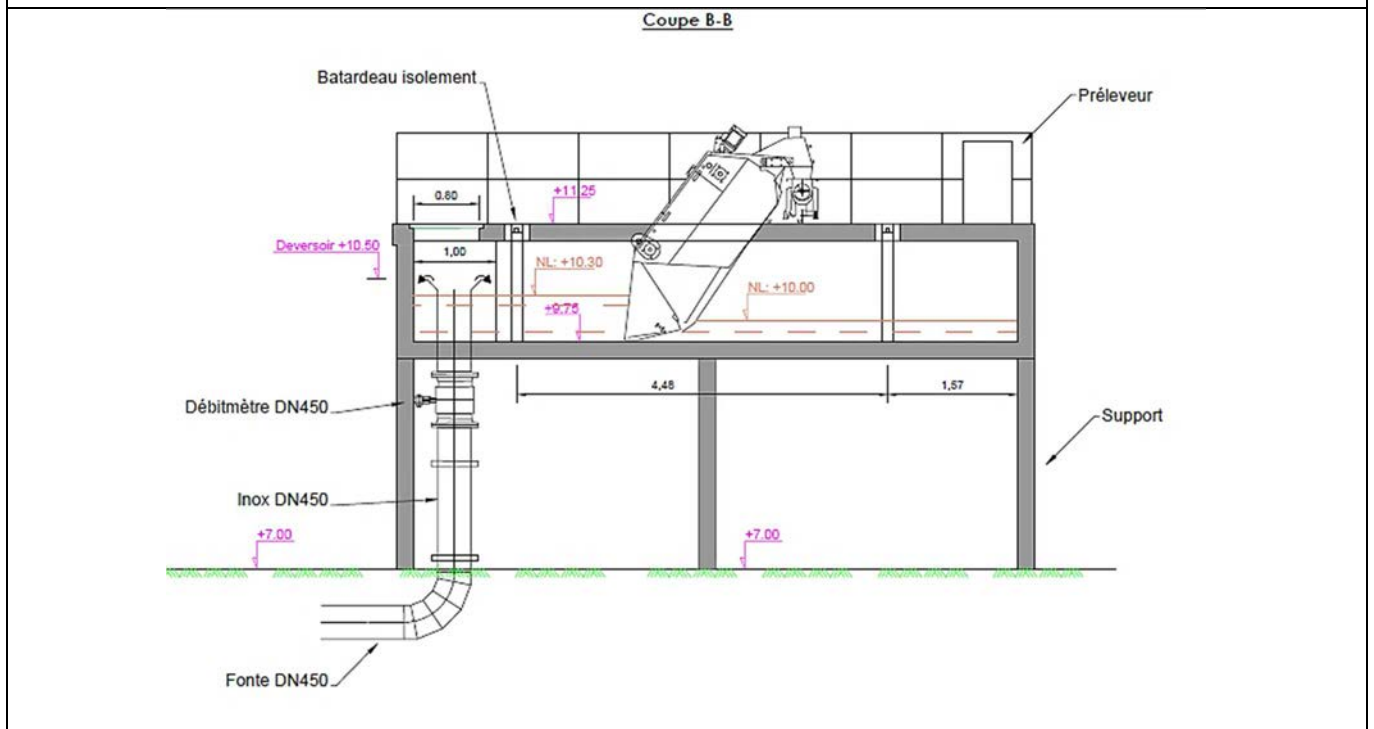 Coupe B-B
Batardeau isolement
Préleveur
+11.25
0.80
Deversoir +10.50
1,00
NL: +10.30
NL: +10.00
+9.75
4,48
1,57
Débitmètre DN450
Support
Inox DN450
+7.00
+7.00
Fonte DN450